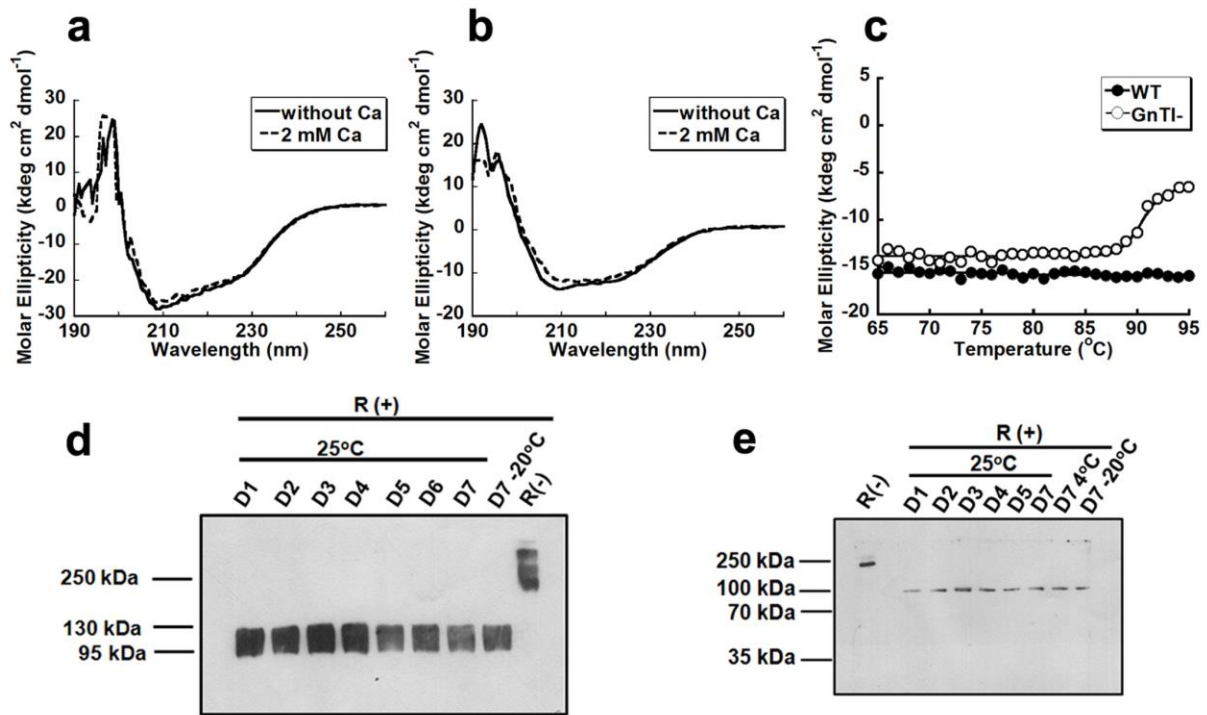 a
Molar Ellipticity (kdeg cm² dmol⁻¹)
30
20
10
0
-10
-20
-30
190 210 230 250
Wavelength (nm)
without Ca
2 mM Ca
b
Molar Ellipticity (kdeg cm² dmol⁻¹)
30
20
10
0
-10
-20
190 210 230 250
Wavelength (nm)
without Ca
2 mM Ca
c
Molar Ellipticity (kdeg cm² dmol⁻¹)
5
0
-5
-10
-15
-20
65 70 75 80 85 90 95
Temperature (°C)
WT
GnTI-
d
R (+)
25°C
D1 D2 D3 D4 D5 D6 D7 D7 -20°C R(-)
250 kDa
130 kDa
95 kDa
e
R (+)
25°C
R(-) D1 D2 D3 D4 D5 D7 D7 4°C D7 -20°C
250 kDa
100 kDa
70 kDa
35 kDa